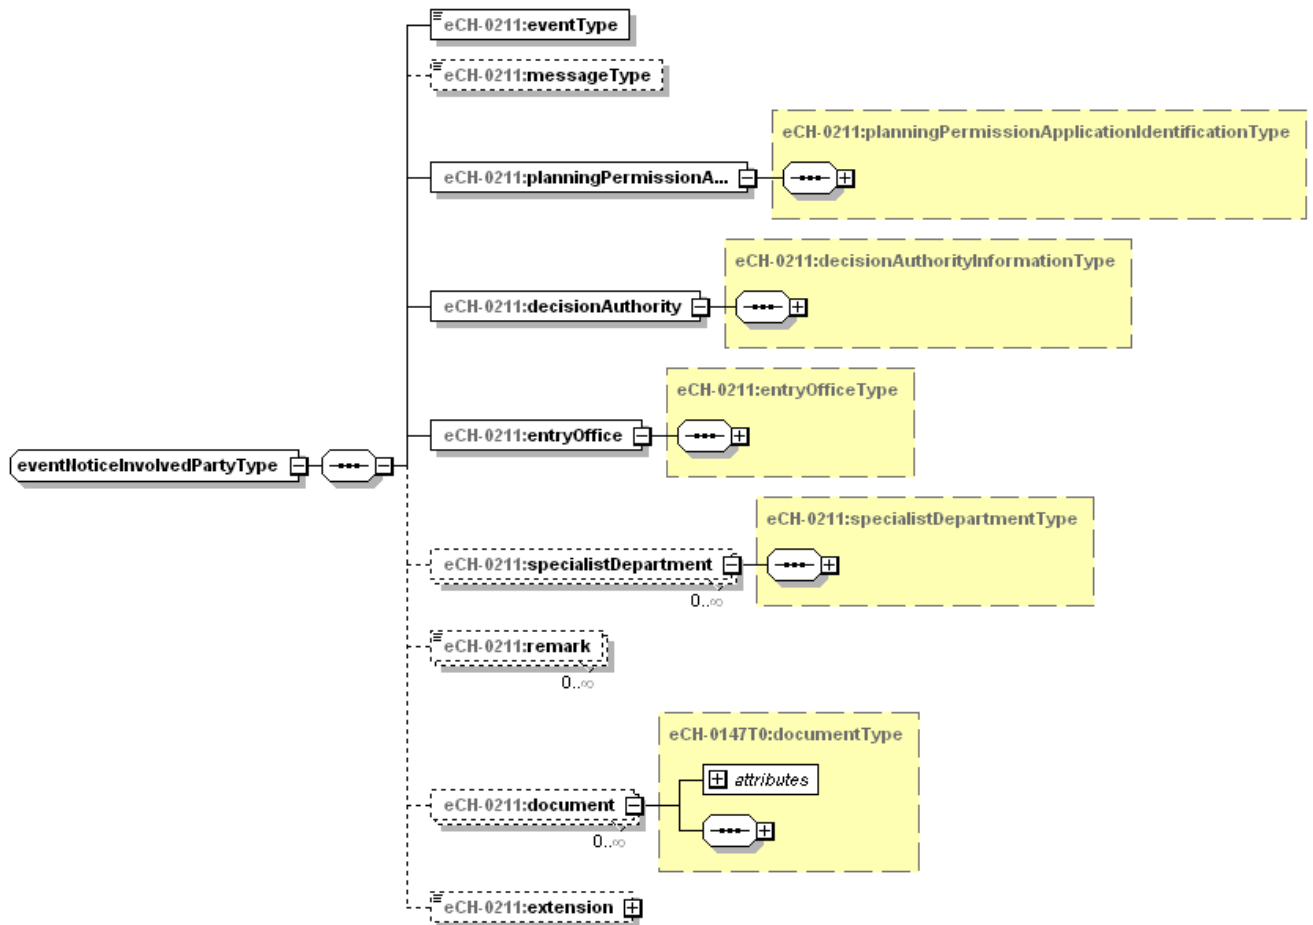 eCH-0211:eventType
eCH-0211:messageType
eCH-0211:planningPermissionApplicationIdentificationType
eCH-0211:planningPermissionA...
eCH-0211:decisionAuthorityInformationType
eCH-0211:decisionAuthority
eCH-0211:entryOfficeType
eCH-0211:entryOffice
eventNoticeInvolvedPartyType
eCH-0211:specialistDepartmentType
eCH-0211:specialistDepartment
0..∞
eCH-0211:remark
0..∞
eCH-0147T0:documentType
attributes
eCH-0211:document
0..∞
eCH-0211:extension